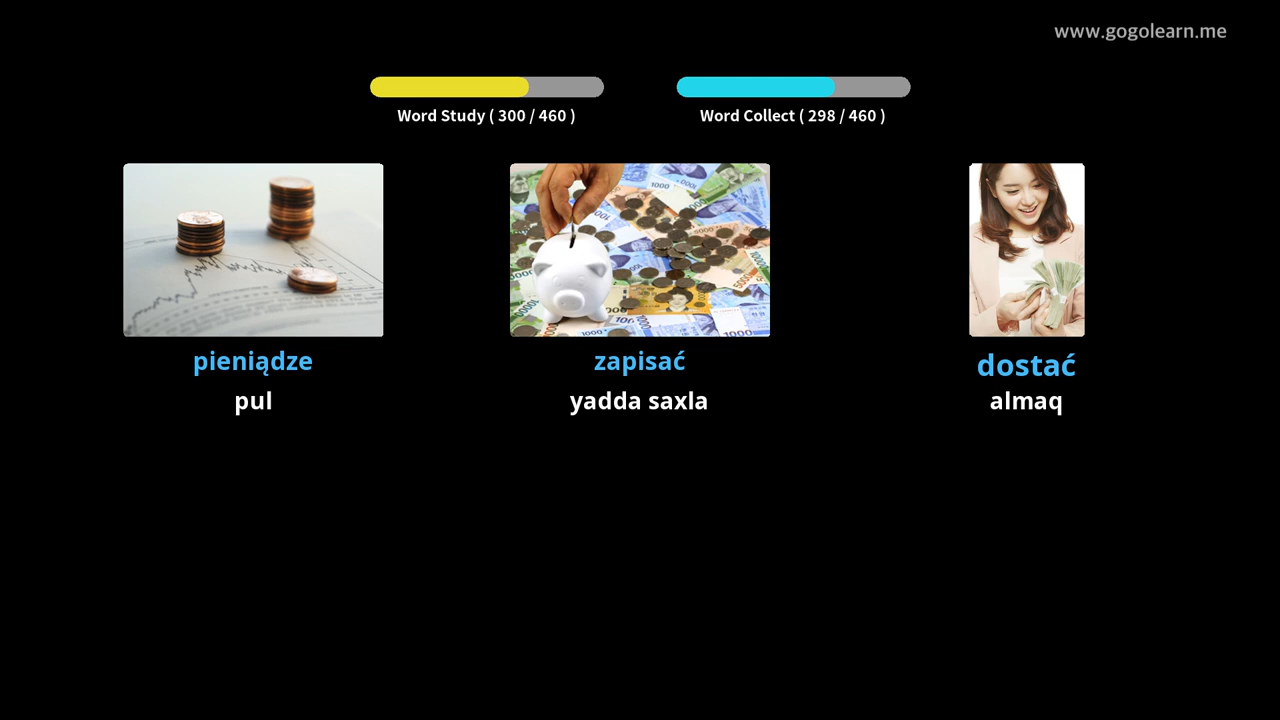 www.gogolearn.me
Word Study ( 300 / 460 )
Word Collect ( 298 / 460 )
pieniądze
zapisać
dostać
pul
yadda saxla
almaq